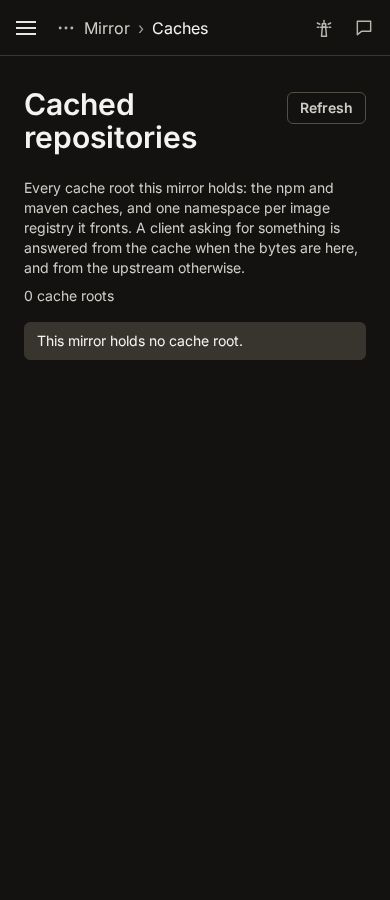 … Mirror › Caches
Cached
repositories
Refresh
Every cache root this mirror holds: the npm and
maven caches, and one namespace per image
registry it fronts. A client asking for something is
answered from the cache when the bytes are here,
and from the upstream otherwise.
0 cache roots
This mirror holds no cache root.